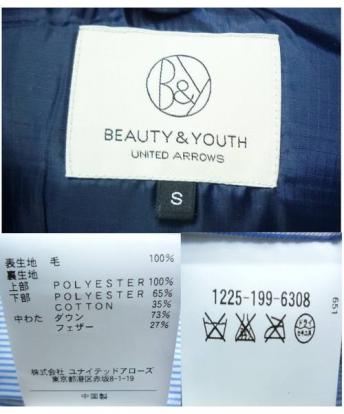 B&Y
BEAUTY & YOUTH
UNITED ARROWS
S
表生地 毛 100%
裏生地
上部 POLYESTER 100%
下部 POLYESTER 65%
COTTON 35%
中わた ダウン 73%
フェザー 27%
株式会社 ユナイテッドアローズ
東京都港区赤坂8-1-19
中国製
1225-199-6308
ドライ
651